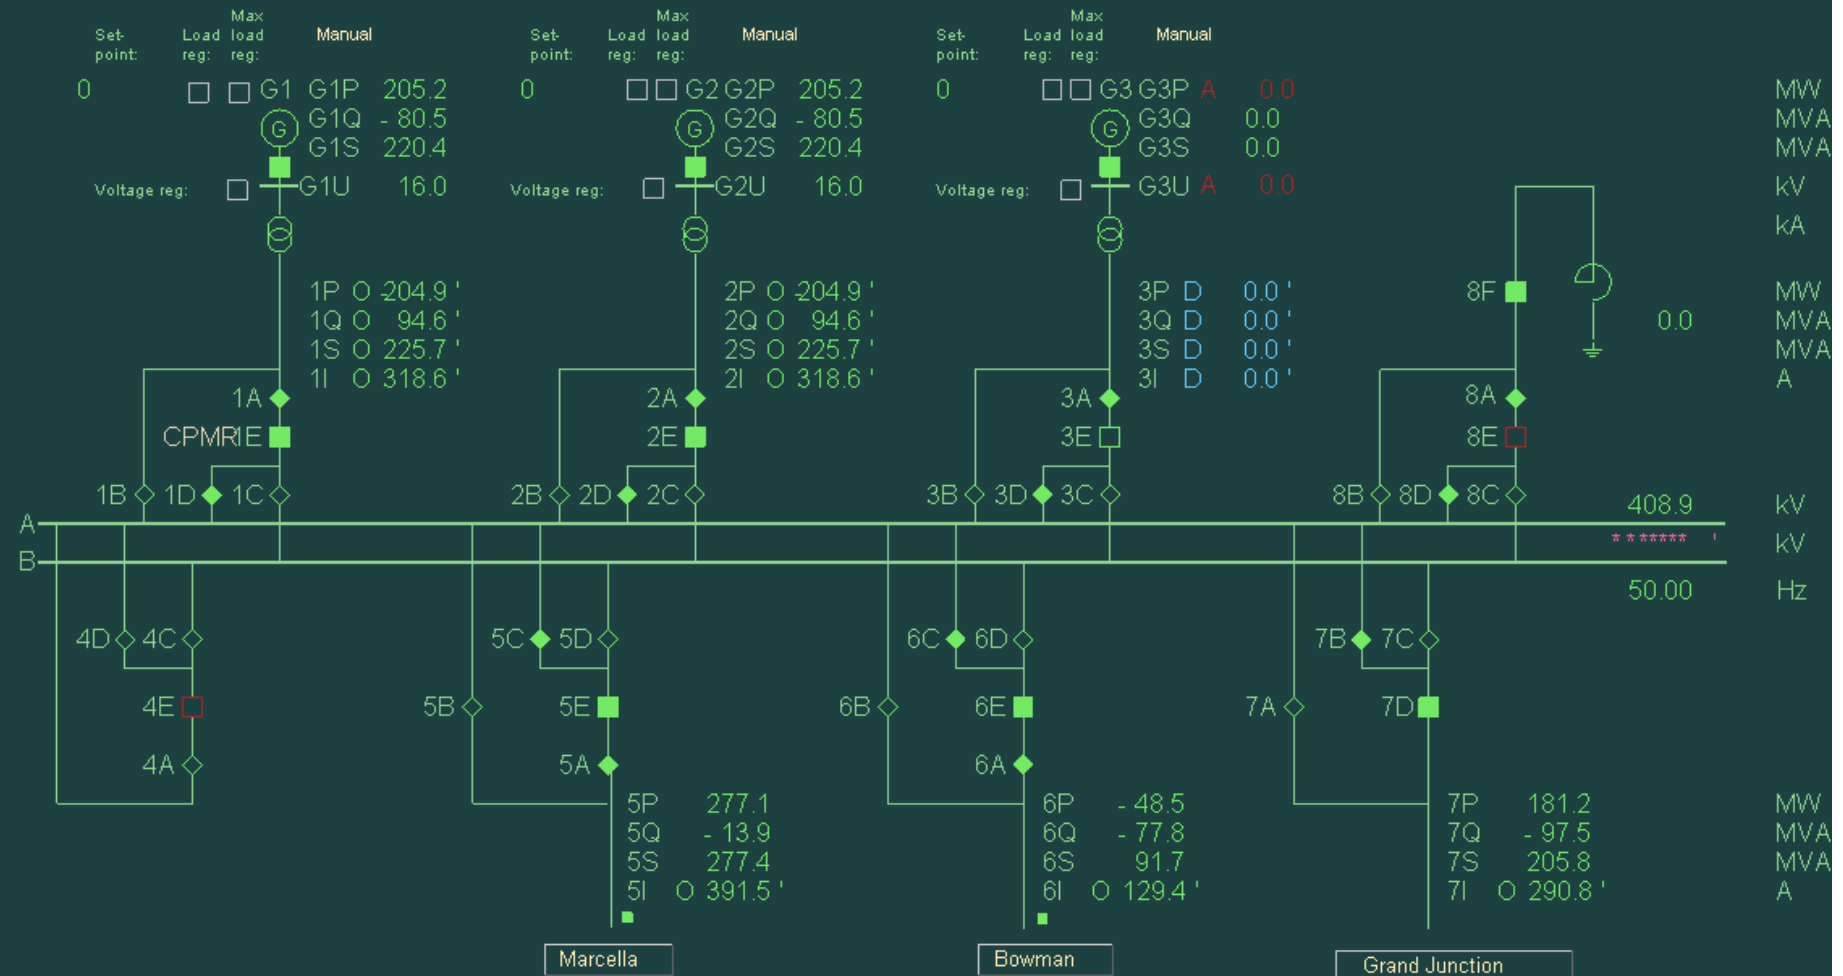 Max Max Max
Set- Load load Manual Set- Load load Manual Set- Load load Manual
point: reg: reg: point: reg: reg: point: reg: reg:
0 G1 G1P 205.2 0 G2 G2P 205.2 0 G3 G3P A 0.0 MW
G G1Q - 80.5 G G2Q - 80.5 G G3Q 0.0 MVA
G1S 220.4 G2S 220.4 G3S 0.0 MVA
Voltage reg: G1U 16.0 Voltage reg: G2U 16.0 Voltage reg: G3U A 0.0 kV
kA
1P O -204.9 ' 2P O -204.9 ' 3P D 0.0 ' 8F MW
1Q O 94.6 ' 2Q O 94.6 ' 3Q D 0.0 ' 0.0 MVA
1S O 225.7 ' 2S O 225.7 ' 3S D 0.0 ' MVA
1I O 318.6 ' 2I O 318.6 ' 3I D 0.0 ' A
1A 2A 3A 8A
CPMR 1E 2E 3E 8E
1B 1D 1C 2B 2D 2C 3B 3D 3C 8B 8D 8C 408.9 kV
A
******* ' kV
B
50.00 Hz
4D 4C 5C 5D 6C 6D 7B 7C
4E 5B 5E 6B 6E 7A 7D
4A 5A 6A
5P 277.1 6P - 48.5 7P 181.2 MW
5Q - 13.9 6Q - 77.8 7Q - 97.5 MVA
5S 277.4 6S 91.7 7S 205.8 MVA
5I O 391.5 ' 6I O 129.4 ' 7I O 290.8 ' A
Marcella Bowman Grand Junction